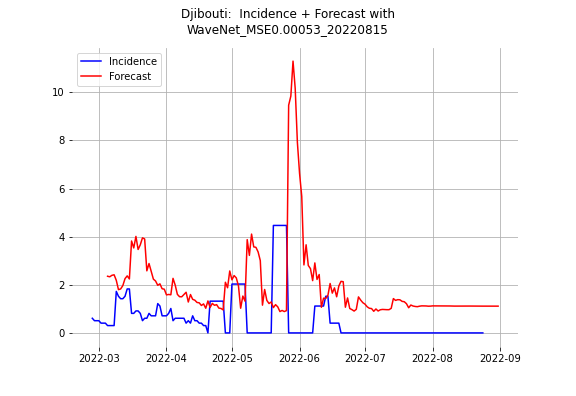 Djibouti:  Incidence + Forecast with
WaveNet_MSE0.00053_20220815
Incidence
Forecast
10
8
6
4
2
0
2022-03 2022-04 2022-05 2022-06 2022-07 2022-08 2022-09